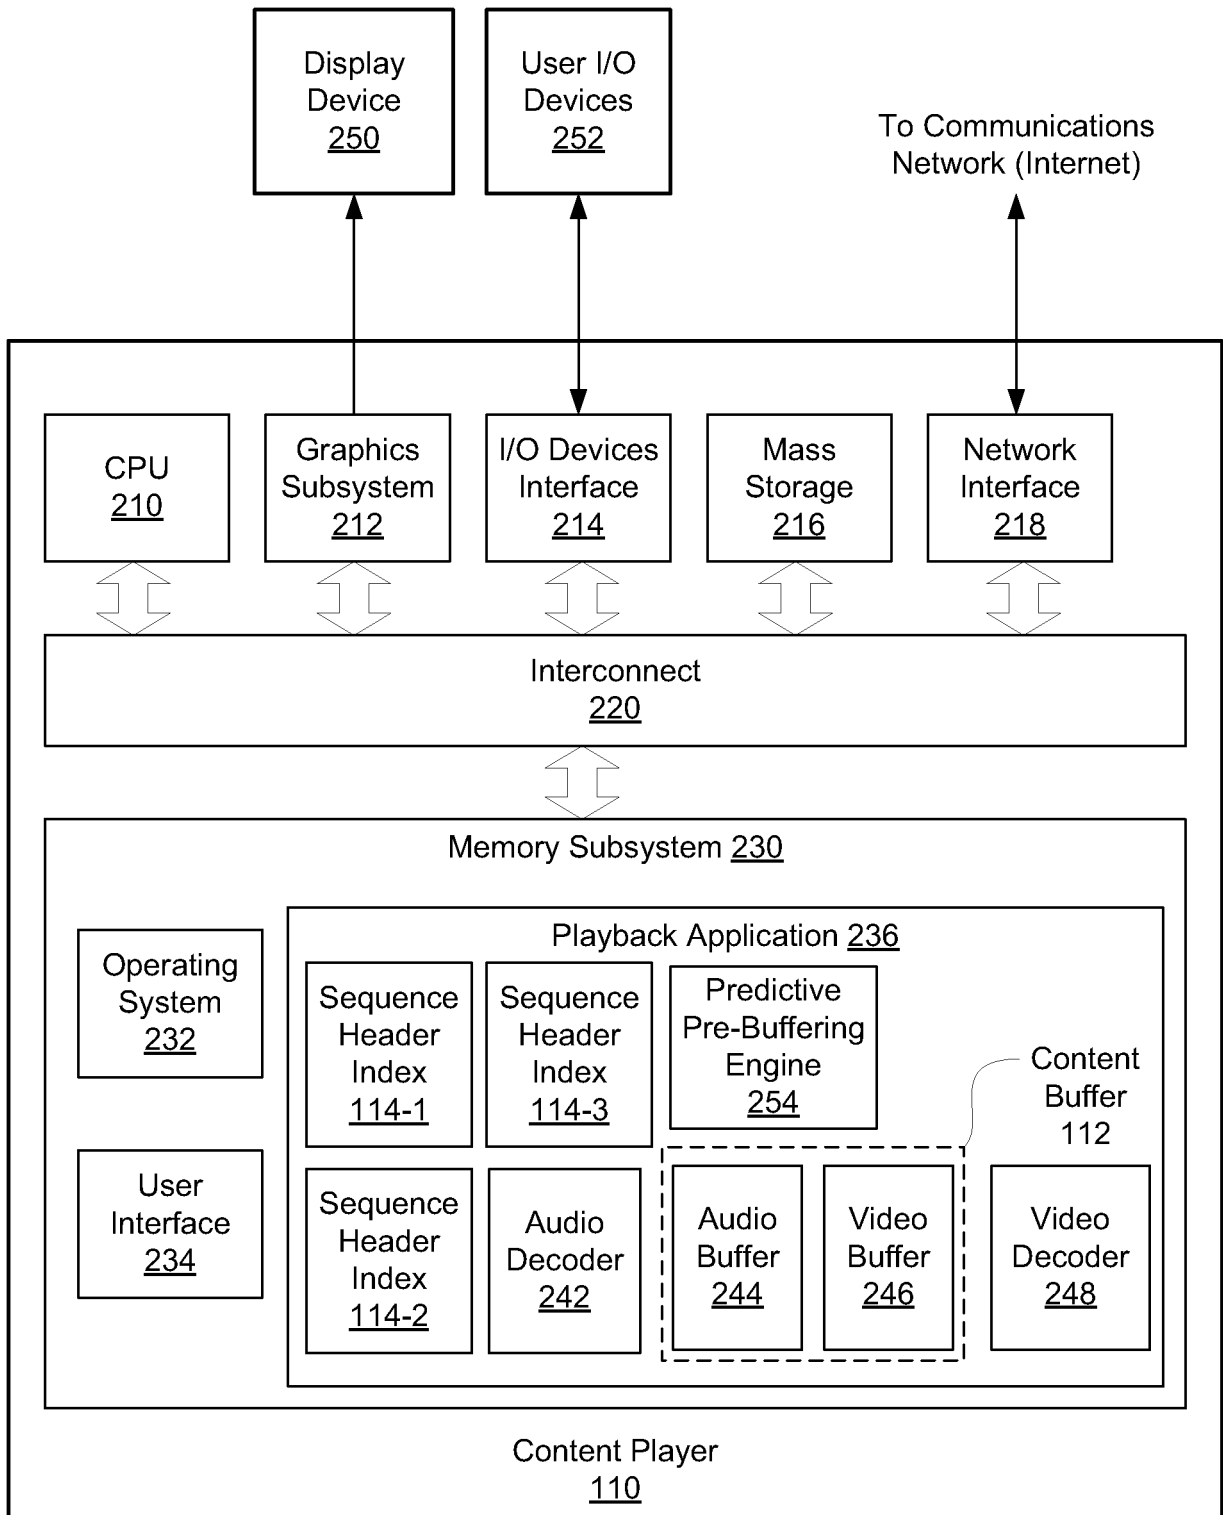 Display
Device
250
User I/O
Devices
252
To Communications
Network (Internet)
CPU
210
Graphics
Subsystem
212
I/O Devices
Interface
214
Mass
Storage
216
Network
Interface
218
Interconnect
220
Memory Subsystem 230
Operating
System
232
User
Interface
234
Playback Application 236
Sequence
Header
Index
114-1
Sequence
Header
Index
114-3
Predictive
Pre-Buffering
Engine
254
Content
Buffer
112
Sequence
Header
Index
114-2
Audio
Decoder
242
Audio
Buffer
244
Video
Buffer
246
Video
Decoder
248
Content Player
110